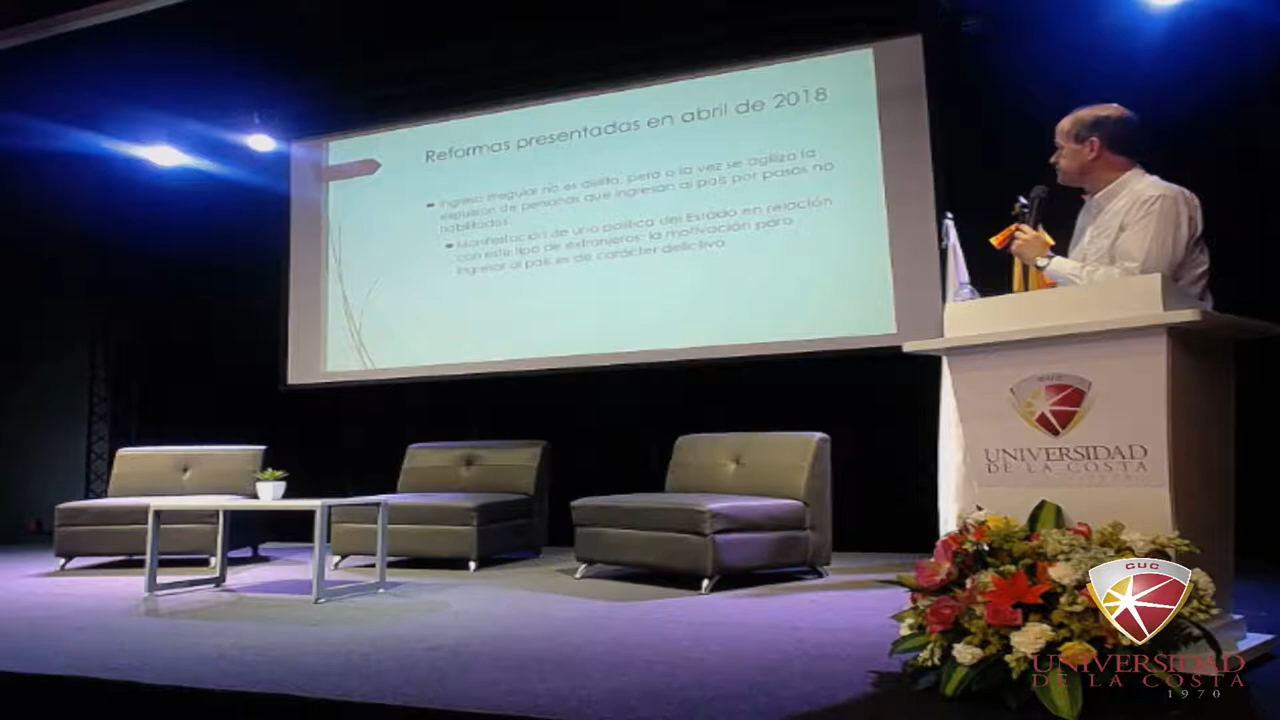 Reformas presentadas en abril de 2018
Ingreso irregular no es delito, pero a la vez se agiliza la
expulsión de personas que ingresan al país por pasos no
habilitados.
Manifestación de una política del Estado en relación
con este tipo de extranjeros: la motivación para
ingresar al país es de carácter delictiva
CUC
UNIVERSIDAD
DE LA COSTA
CUC
UNIVERSIDAD
DE LA COSTA
1970